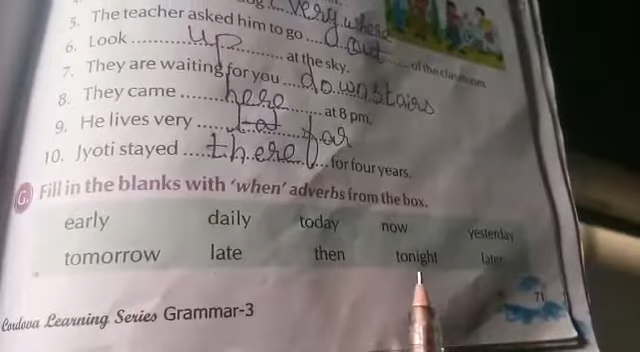 everywhere
5. The teacher asked him to go ....out.... of the classroom.
6. Look ....up.... at the sky.
7. They are waiting for you ....downstairs
8. They came ....here.... at 8 pm.
9. He lives very ....far
10. Jyoti stayed ....there.... for four years.
G. Fill in the blanks with 'when' adverbs from the box.
early daily today now yesterday
tomorrow late then tonight later
Cordova Learning Series Grammar-3
71